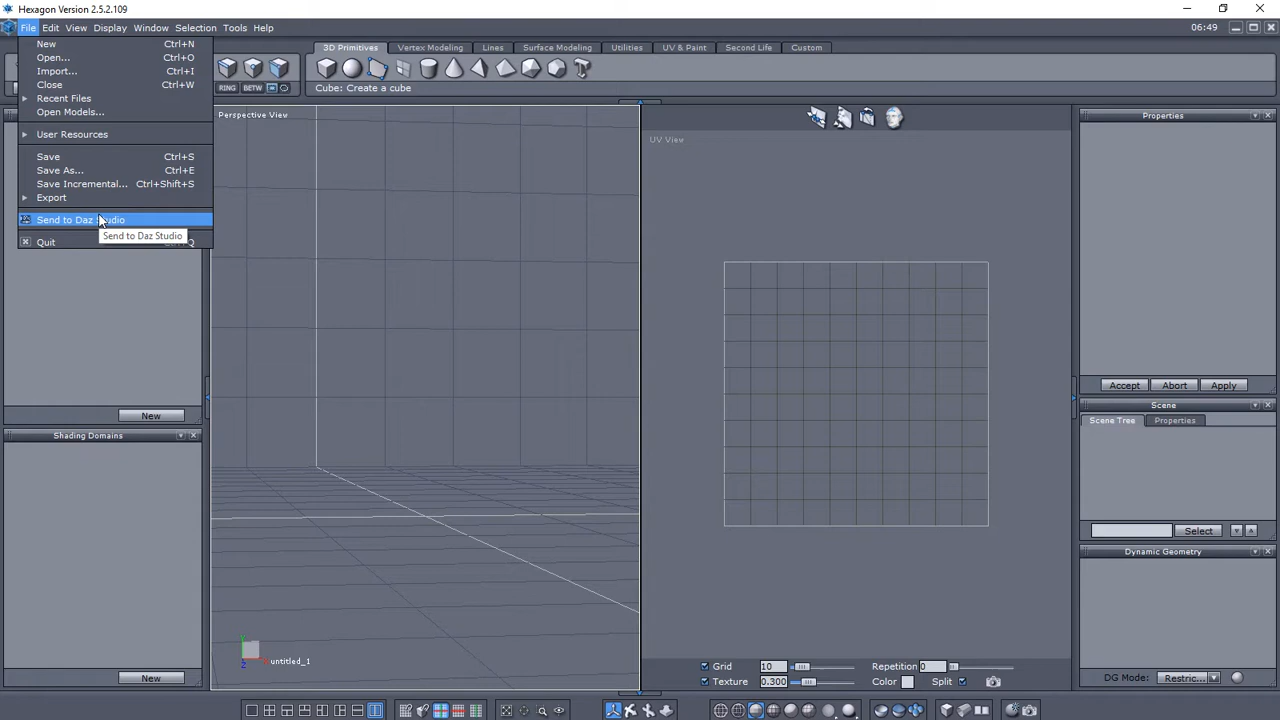 Hexagon Version 2.5.2.109
File Edit View Display Window Selection Tools Help
06:49
New Ctrl+N
Open... Ctrl+O
Import... Ctrl+I
Close Ctrl+W
Recent Files
Open Models...
User Resources
Save Ctrl+S
Save As... Ctrl+E
Save Incremental... Ctrl+Shift+S
Export
Send to Daz Studio
Send to Daz Studio
Quit
3D Primitives Vertex Modeling Lines Surface Modeling Utilities UV & Paint Second Life Custom
RING BETW
Cube: Create a cube
Perspective View
UV View
Properties
Accept Abort Apply
Scene
Scene Tree Properties
Select
Dynamic Geometry
DG Mode: Restric...
New
Shading Domains
New
untitled_1
Grid 10 Repetition 0
Texture 0.300 Color Split
Y
X
Z